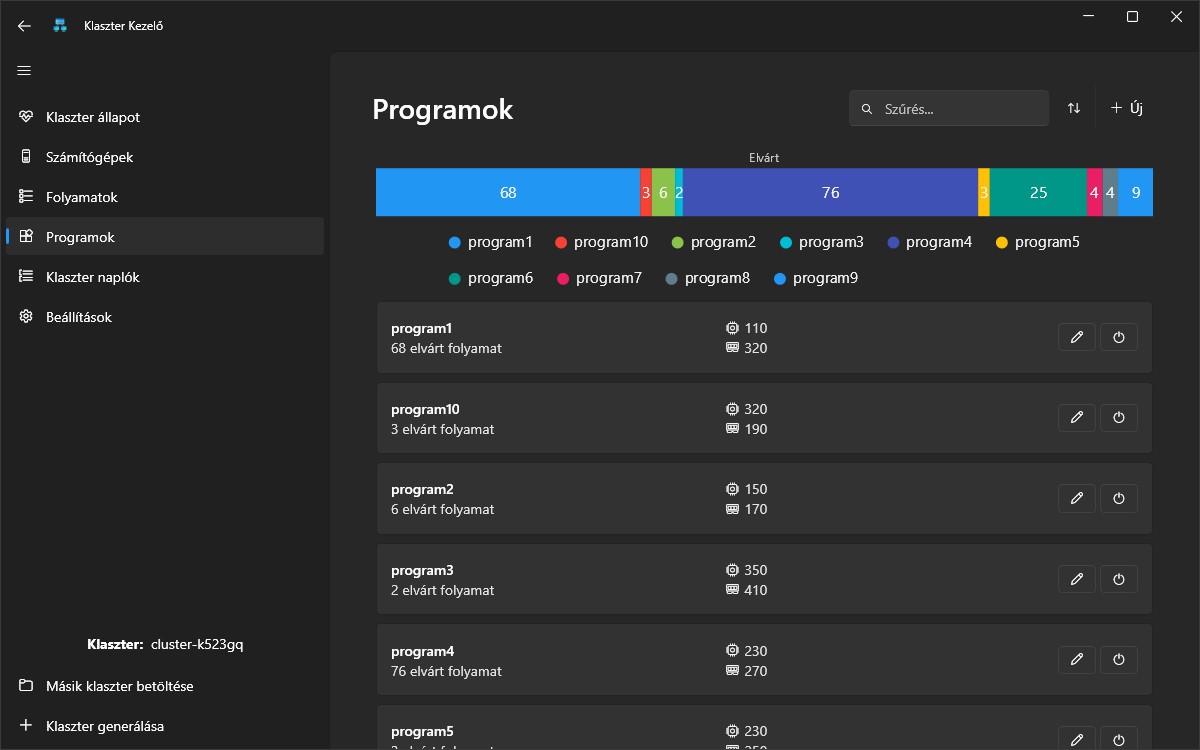 Klaszter Kezelő
Klaszter állapot
Számítógépek
Folyamatok
Programok
Klaszter naplók
Beállítások
Klaszter: cluster-k523gq
Másik klaszter betöltése
Klaszter generálása
Programok
Szűrés...
Új
Elvárt
68 3 6 2 76 3 25 4 4 9
program1 program10 program2 program3 program4 program5
program6 program7 program8 program9
program1 110
68 elvárt folyamat 320
program10 320
3 elvárt folyamat 190
program2 150
6 elvárt folyamat 170
program3 350
2 elvárt folyamat 410
program4 230
76 elvárt folyamat 270
program5 230